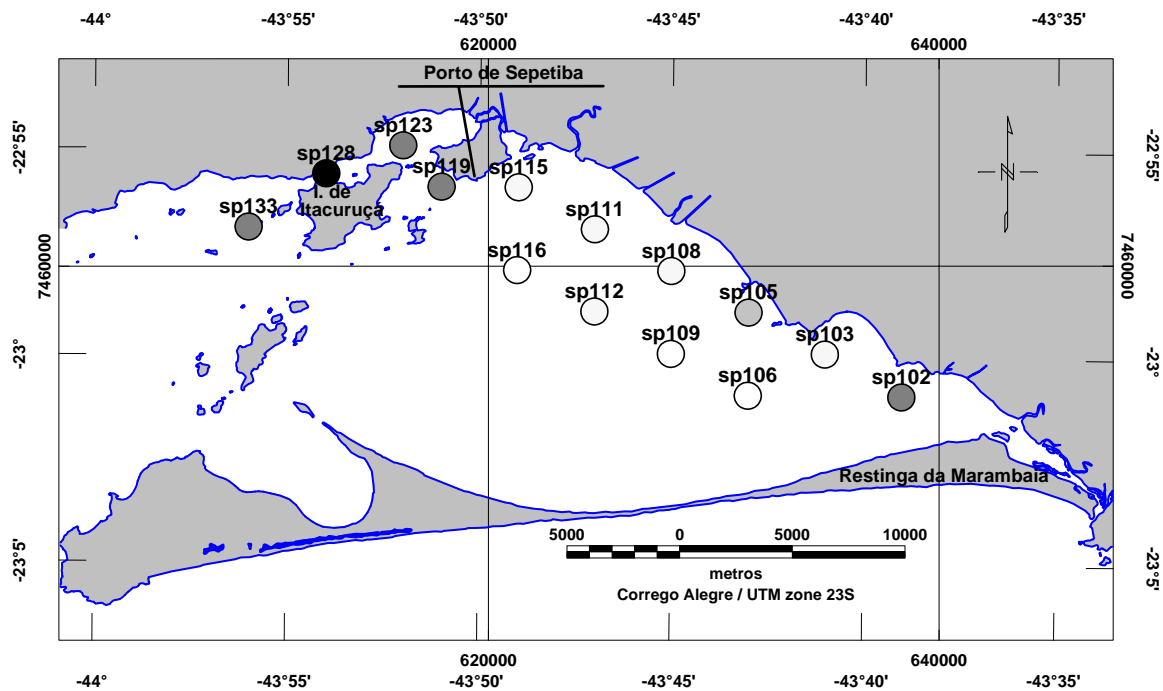 -44° -43°55' -43°50' -43°45' -43°40' -43°35'
620000 640000
Porto de Sepetiba
-22°55' -22°55'
sp123
sp128 sp119 sp115
I. de
Itacuruçá
sp133 sp111
7460000 7460000
sp116 sp108
sp112 sp105
sp109 sp103
-23° -23°
sp106 sp102
Restinga da Marambaia
5000 0 5000 10000
metros
Corrego Alegre / UTM zone 23S
-23°5' -23°5'
N
620000 640000
-44° -43°55' -43°50' -43°45' -43°40' -43°35'